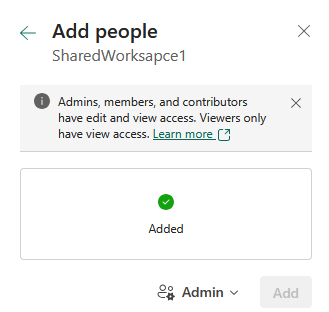 Add people
SharedWorksapce1
Admins, members, and contributors
have edit and view access. Viewers only
have view access. Learn more
Added
Admin
Add